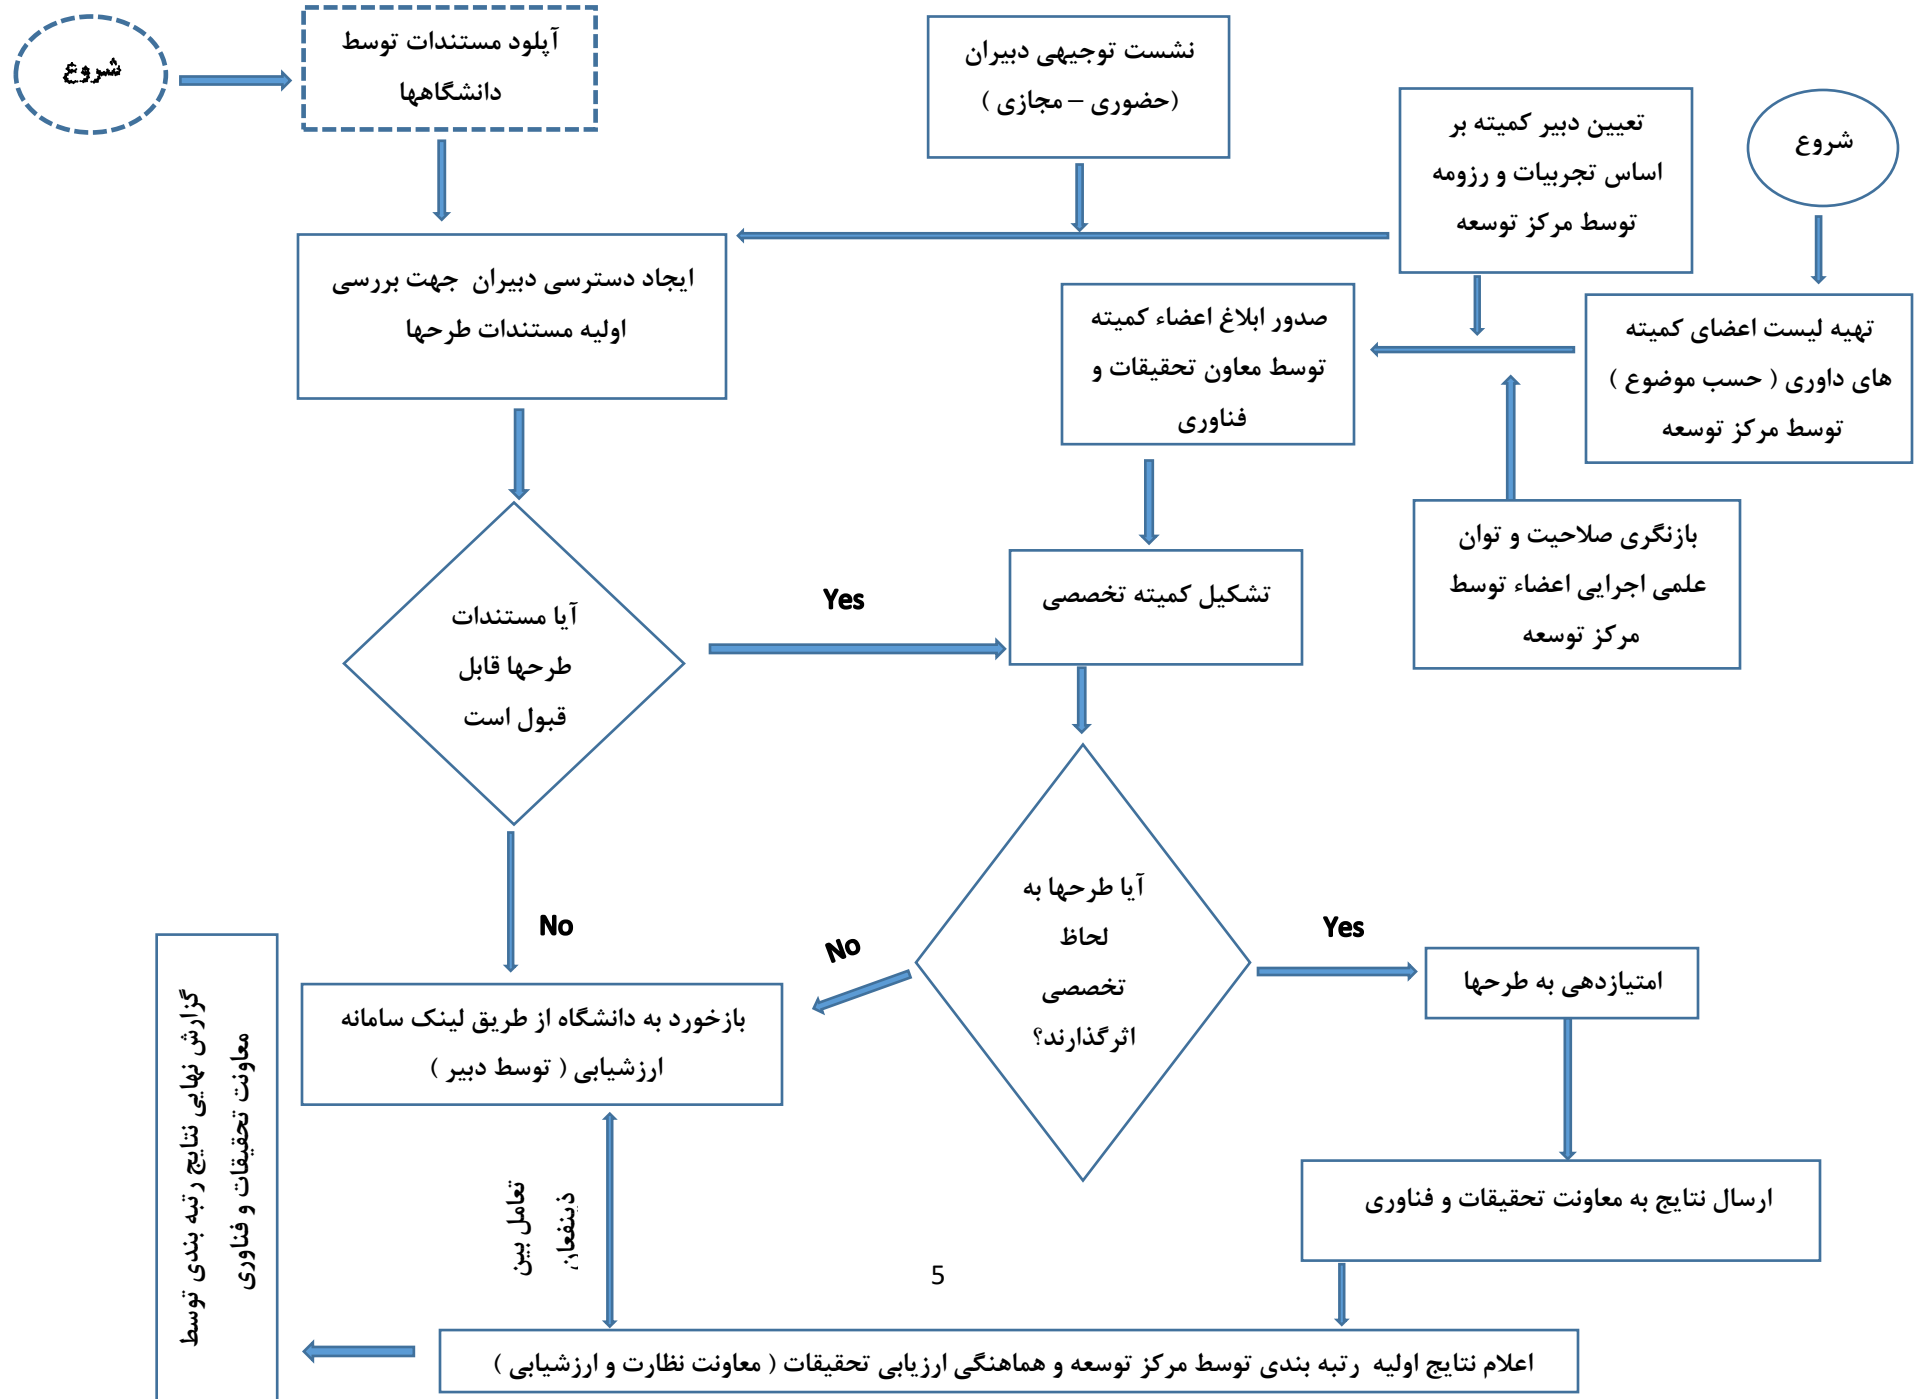 شروع
آپلود مستندات توسط
دانشگاهها
نشست توجیهی دبیران
(حضوری – مجازی )
تعیین دبیر کمیته بر
اساس تجربیات و رزومه
توسط مرکز توسعه
شروع
ایجاد دسترسی دبیران جهت بررسی
اولیه مستندات طرحها
صدور ابلاغ اعضاء کمیته
توسط معاون تحقیقات و
فناوری
تهیه لیست اعضای کمیته
های داوری ( حسب موضوع )
توسط مرکز توسعه
بازنگری صلاحیت و توان
علمی اجرایی اعضاء توسط
مرکز توسعه
آیا مستندات
طرحها قابل
قبول است
Yes
تشکیل کمیته تخصصی
No
آیا طرحها به
لحاظ
تخصصی
اثرگذارند؟
No
Yes
امتیازدهی به طرحها
بازخورد به دانشگاه از طریق لینک سامانه
ارزشیابی ( توسط دبیر )
ارسال نتایج به معاونت تحقیقات و فناوری
تعامل بین
ذینفعان
گزارش نهایی نتایج رتبه بندی توسط
معاونت تحقیقات و فناوری
5
اعلام نتایج اولیه رتبه بندی توسط مرکز توسعه و هماهنگی ارزیابی تحقیقات ( معاونت نظارت و ارزشیابی )